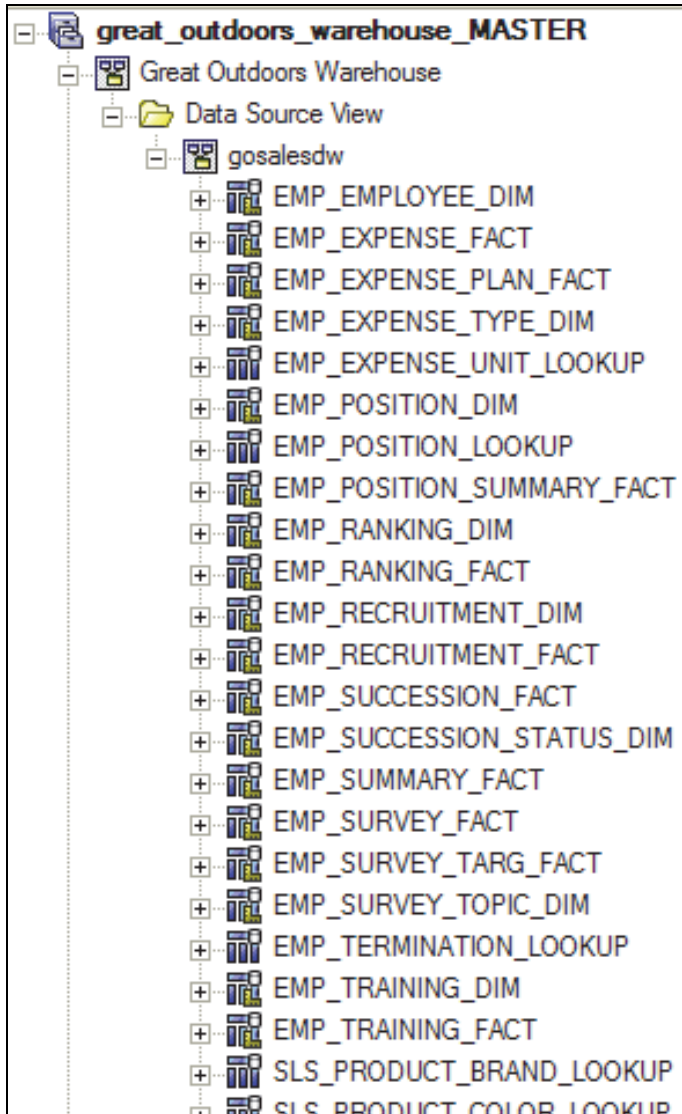 great_outdoors_warehouse_MASTER
Great Outdoors Warehouse
Data Source View
gosalesdw
EMP_EMPLOYEE_DIM
EMP_EXPENSE_FACT
EMP_EXPENSE_PLAN_FACT
EMP_EXPENSE_TYPE_DIM
EMP_EXPENSE_UNIT_LOOKUP
EMP_POSITION_DIM
EMP_POSITION_LOOKUP
EMP_POSITION_SUMMARY_FACT
EMP_RANKING_DIM
EMP_RANKING_FACT
EMP_RECRUITMENT_DIM
EMP_RECRUITMENT_FACT
EMP_SUCCESSION_FACT
EMP_SUCCESSION_STATUS_DIM
EMP_SUMMARY_FACT
EMP_SURVEY_FACT
EMP_SURVEY_TARG_FACT
EMP_SURVEY_TOPIC_DIM
EMP_TERMINATION_LOOKUP
EMP_TRAINING_DIM
EMP_TRAINING_FACT
SLS_PRODUCT_BRAND_LOOKUP
SLS_PRODUCT_COLOR_LOOKUP